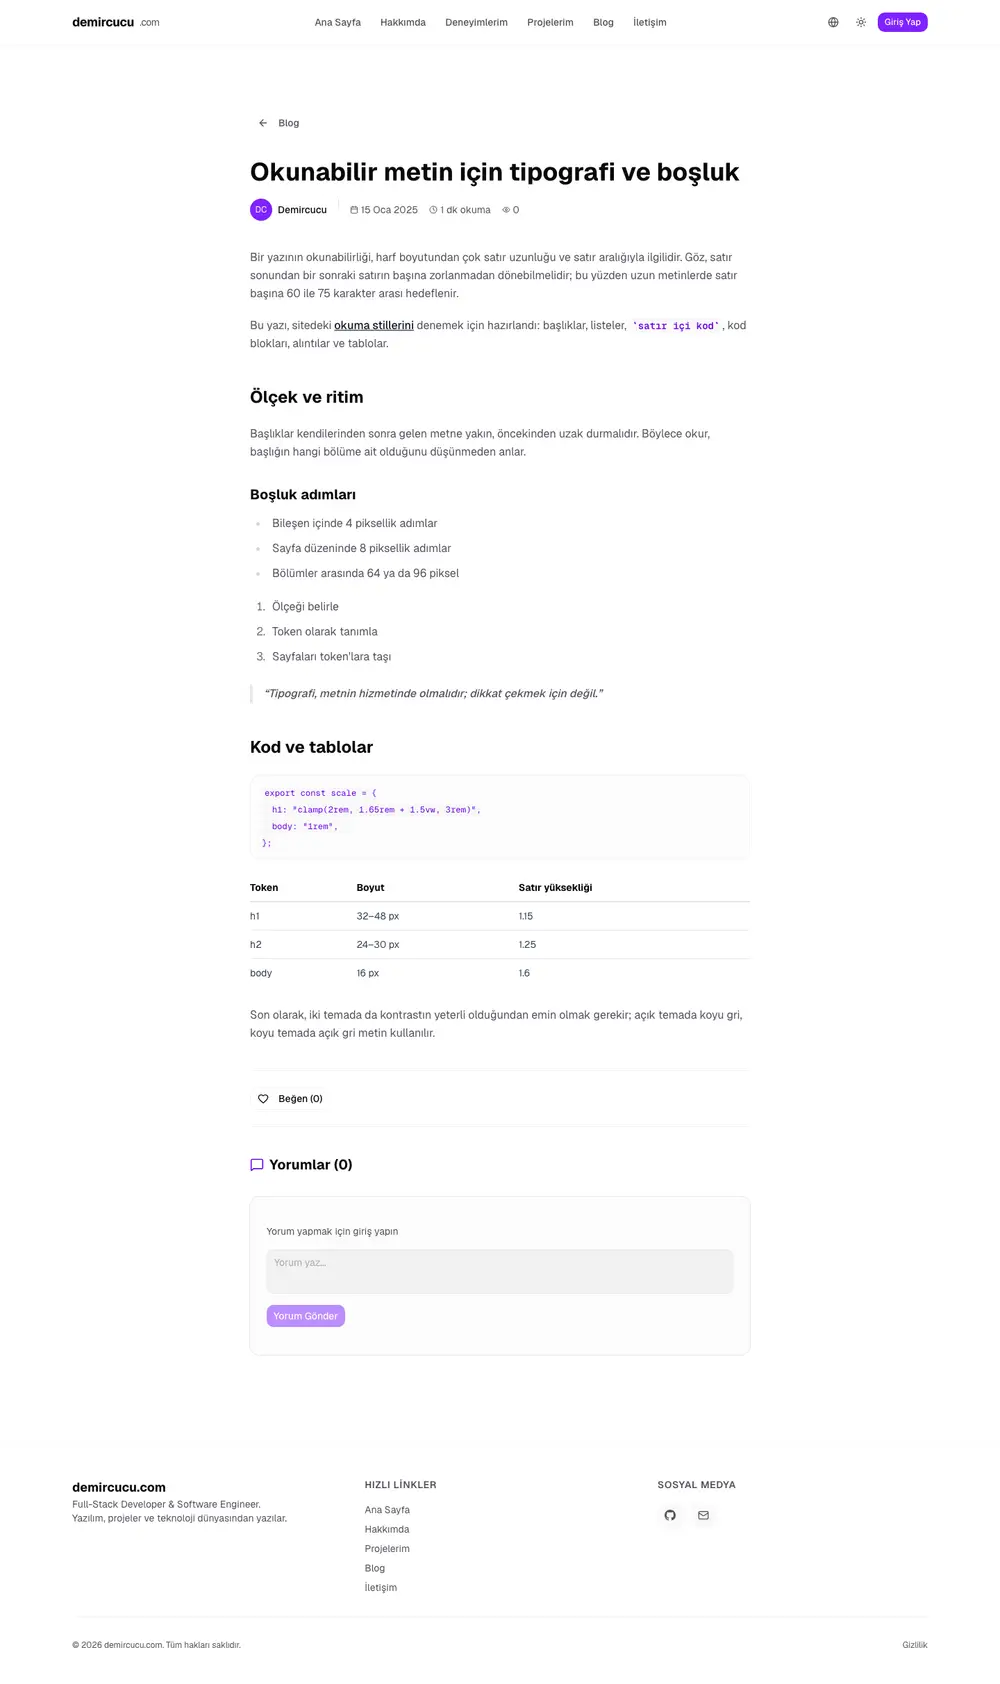 demircucu .com
Ana Sayfa Hakkımda Deneyimlerim Projelerim Blog İletişim
Giriş Yap
Blog
Okunabilir metin için tipografi ve boşluk
DC Demircucu 15 Oca 2025 1 dk okuma 0
Bir yazının okunabilirliği, harf boyutundan çok satır uzunluğu ve satır aralığıyla ilgilidir. Göz, satır
sonundan bir sonraki satırın başına zorlanmadan dönebilmelidir; bu yüzden uzun metinlerde satır
başına 60 ile 75 karakter arası hedeflenir.
Bu yazı, sitedeki okuma stillerini denemek için hazırlandı: başlıklar, listeler, `satır içi kod`, kod
blokları, alıntılar ve tablolar.
Ölçek ve ritim
Başlıklar kendilerinden sonra gelen metne yakın, öncekinden uzak durmalıdır. Böylece okur,
başlığın hangi bölüme ait olduğunu düşünmeden anlar.
Boşluk adımları
Bileşen içinde 4 piksellik adımlar
Sayfa düzeninde 8 piksellik adımlar
Bölümler arasında 64 ya da 96 piksel
1. Ölçeği belirle
2. Token olarak tanımla
3. Sayfaları token'lara taşı
“Tipografi, metnin hizmetinde olmalıdır; dikkat çekmek için değil.”
Kod ve tablolar
export const scale = {
h1: "clamp(2rem, 1.65rem + 1.5vw, 3rem)",
body: "1rem",
};
Token Boyut Satır yüksekliği
h1 32–48 px 1.15
h2 24–30 px 1.25
body 16 px 1.6
Son olarak, iki temada da kontrastın yeterli olduğundan emin olmak gerekir; açık temada koyu gri,
koyu temada açık gri metin kullanılır.
Beğen (0)
Yorumlar (0)
Yorum yapmak için giriş yapın
Yorum yaz...
Yorum Gönder
demircucu.com
Full-Stack Developer & Software Engineer.
Yazılım, projeler ve teknoloji dünyasından yazılar.
HIZLI LİNKLER
Ana Sayfa
Hakkımda
Projelerim
Blog
İletişim
SOSYAL MEDYA
© 2026 demircucu.com. Tüm hakları saklıdır.
Gizlilik